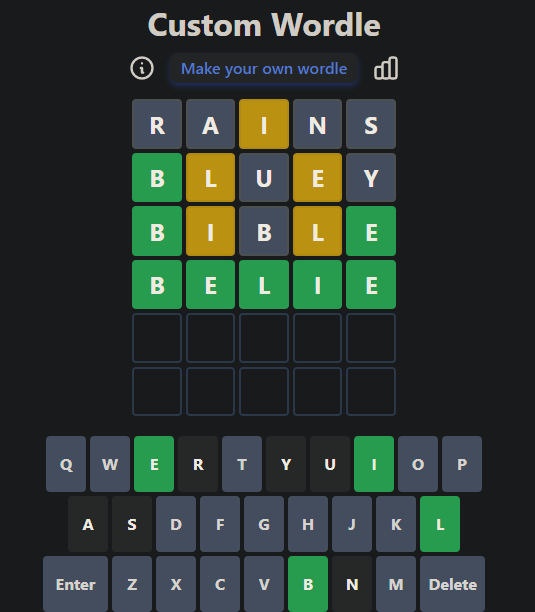 Custom Wordle
Make your own wordle
R A I N S
B L U E Y
B I B L E
B E L I E
Q W E R T Y U I O P
A S D F G H J K L
Enter Z X C V B N M Delete